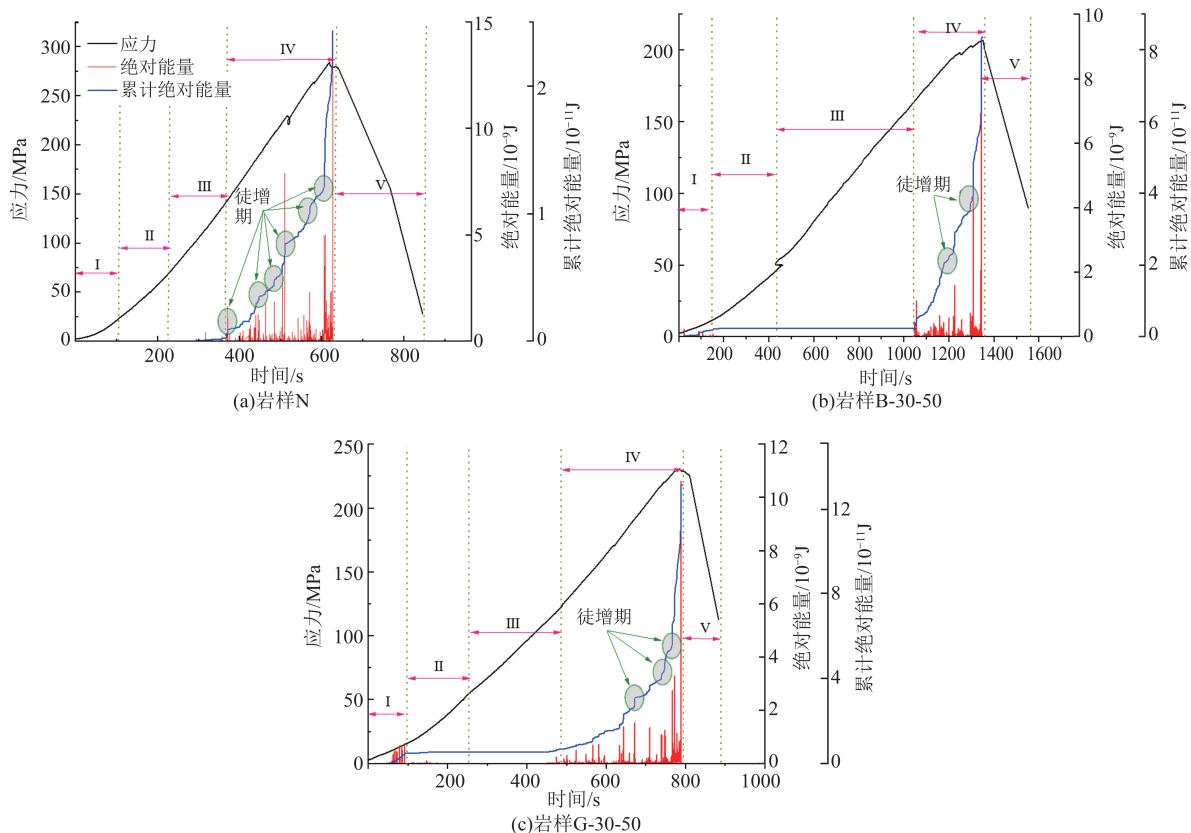 应力
绝对能量
累计绝对能量
应力/MPa
300
250
200
150
100
50
0
200
400
600
800
时间/s
15
10
5
0
绝对能量/10⁻⁹J
2
1
0
累计绝对能量/10⁻¹¹J
I
II
III
IV
V
徒增
期
(a)岩样N
应力/MPa
200
150
100
50
0
0
200
400
600
800
1000
1200
1400
1600
时间/s
10
8
6
4
2
0
绝对能量/10⁻⁹J
8
6
4
2
0
累计绝对能量/10⁻¹¹J
I
II
III
IV
V
徒增期
(b)岩样B-30-50
应力/MPa
250
200
150
100
50
0
0
200
400
600
800
1000
时间/s
12
10
8
6
4
2
0
绝对能量/10⁻⁹J
12
8
4
0
累计绝对能量/10⁻¹¹J
I
II
III
IV
V
徒增期
(c)岩样G-30-50